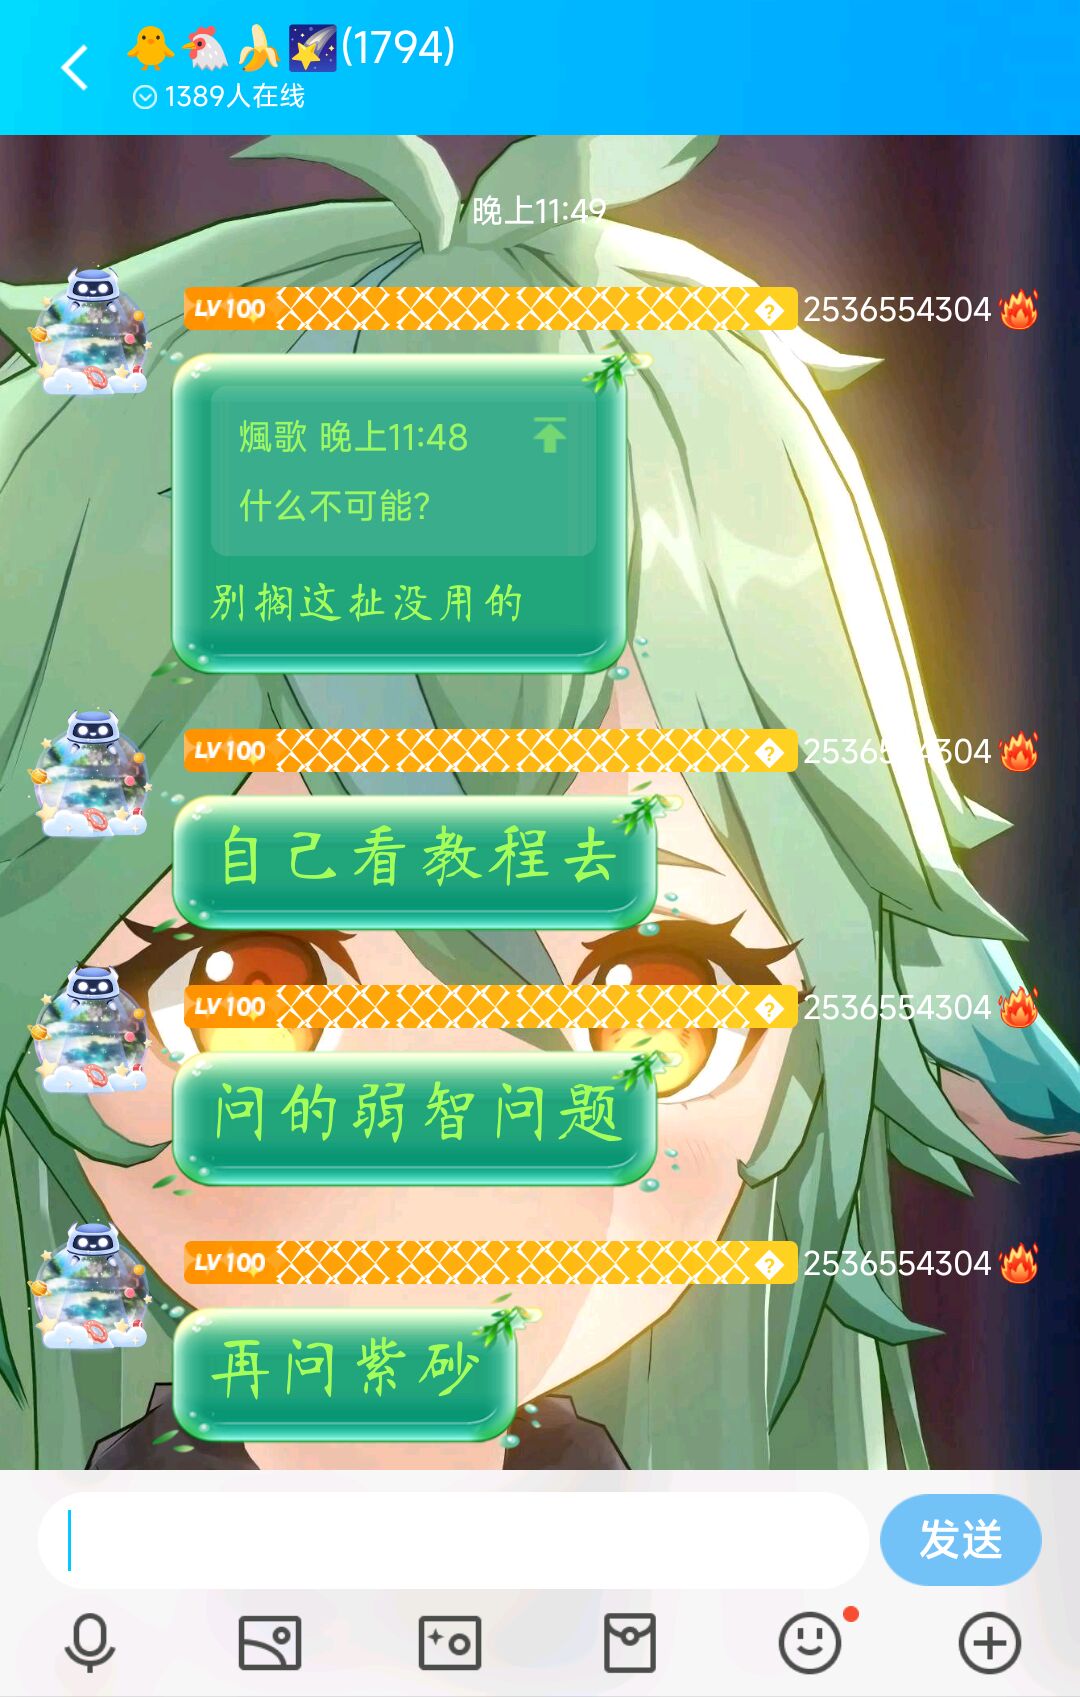 🐥🐔🍌🌠(1794)
1389人在线
晚上11:49
LV100 ? 2536554304🔥
煈歌 晚上11:48
什么不可能?
别搁这扯没用的
LV100 ? 2536554304🔥
自己看教程去
LV100 ? 2536554304🔥
问的弱智问题
LV100 ? 2536554304🔥
再问紫砂
发送